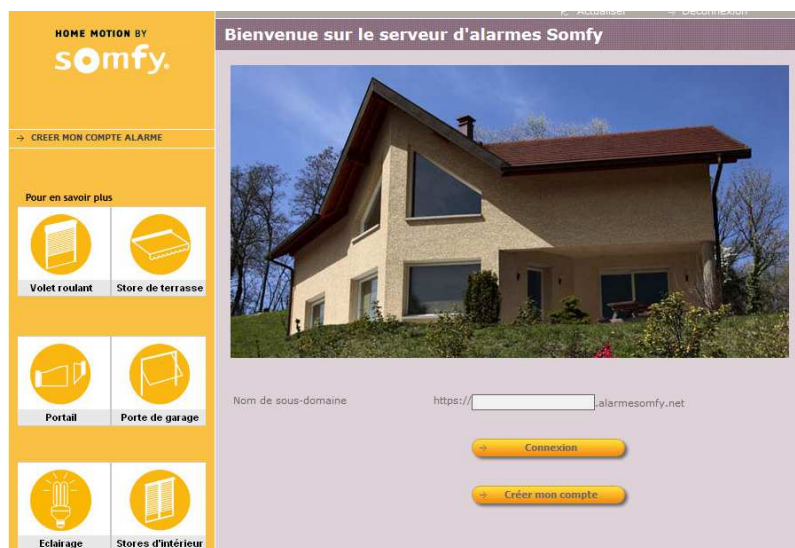 Actualiser
Déconnexion
HOME MOTION BY
somfy.
Bienvenue sur le serveur d'alarmes Somfy
CREER MON COMPTE ALARME
Pour en savoir plus
Volet roulant
Store de terrasse
Portail
Porte de garage
Eclairage
Stores d'intérieur
Nom de sous-domaine
https://
.alarmesomfy.net
Connexion
Créer mon compte